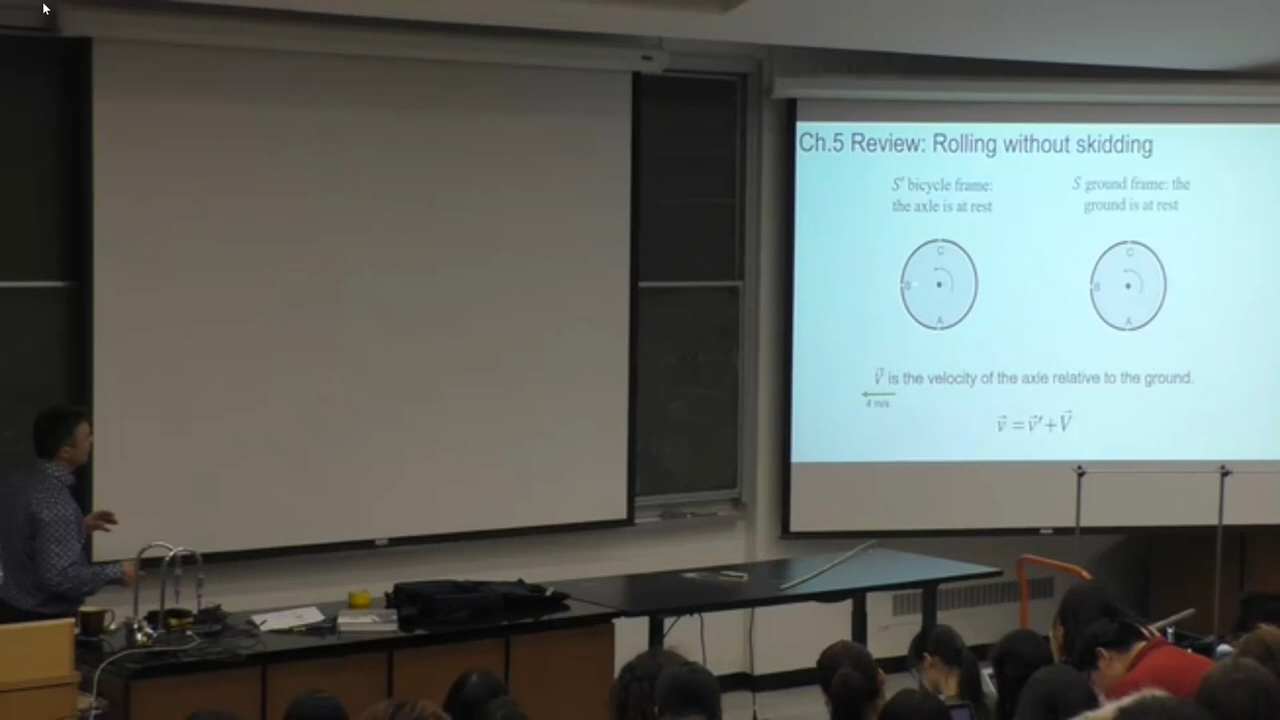 Ch.5 Review: Rolling without skidding
S′ bicycle frame:
the axle is at rest
S ground frame: the
ground is at rest
C
B
A
C
B
A
V⃗ is the velocity of the axle relative to the ground.
4 m/s
v⃗ = v⃗′ + V⃗